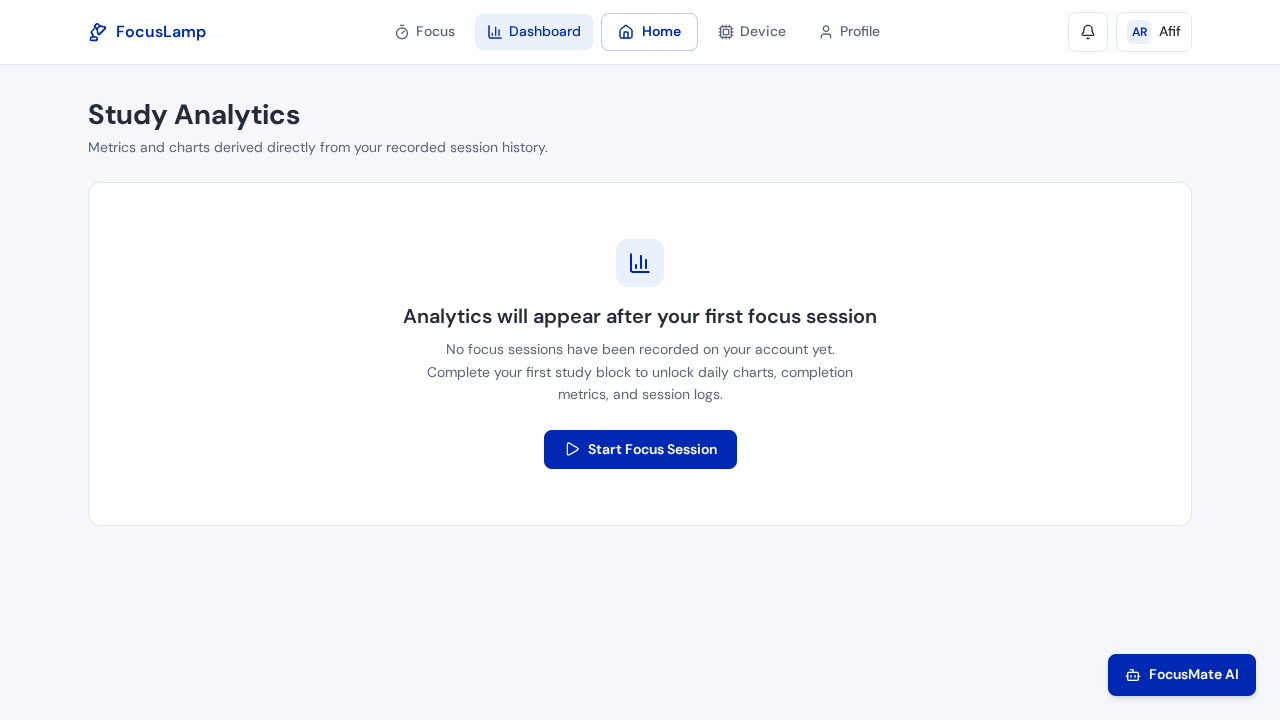 FocusLamp
Focus
Dashboard
Home
Device
Profile
AR
Afif
Study Analytics
Metrics and charts derived directly from your recorded session history.
Analytics will appear after your first focus session
No focus sessions have been recorded on your account yet.
Complete your first study block to unlock daily charts, completion
metrics, and session logs.
Start Focus Session
FocusMate AI